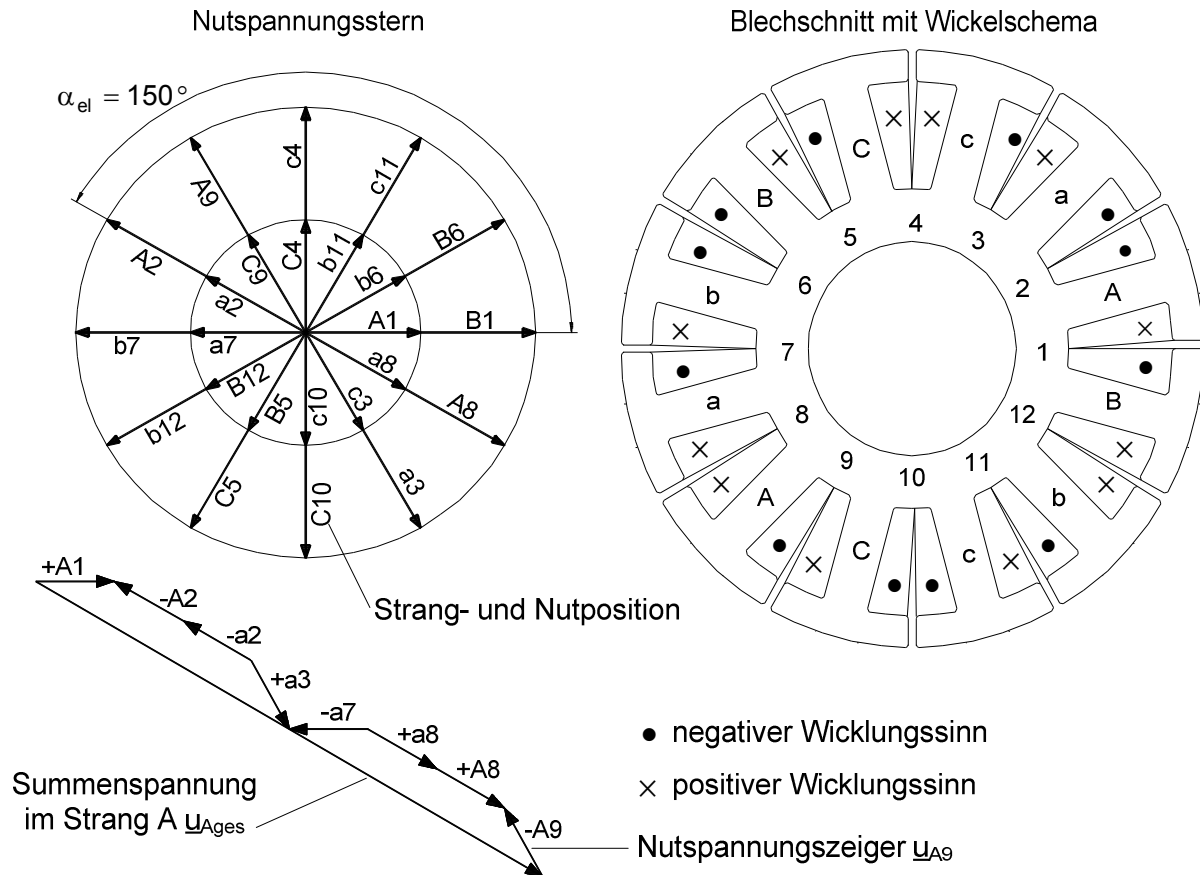 Nutspannungsstern
α el = 150°
c4
A9
c11
A2
C9
C4
b11
B6
a2
b6
A1
B1
b7
a7
a8
B12
B5
c10
c3
A8
b12
C5
C10
a3
Strang- und Nutposition
+A1
-A2
-a2
+a3
-a7
+a8
+A8
-A9
Summenspannung
im Strang A u̲Ages
Nutspannungszeiger u̲A9
Blechschnitt mit Wickelschema
C
c
B
a
b
A
a
B
A
b
C
c
1
2
3
4
5
6
7
8
9
10
11
12
negativer Wicklungssinn
positiver Wicklungssinn